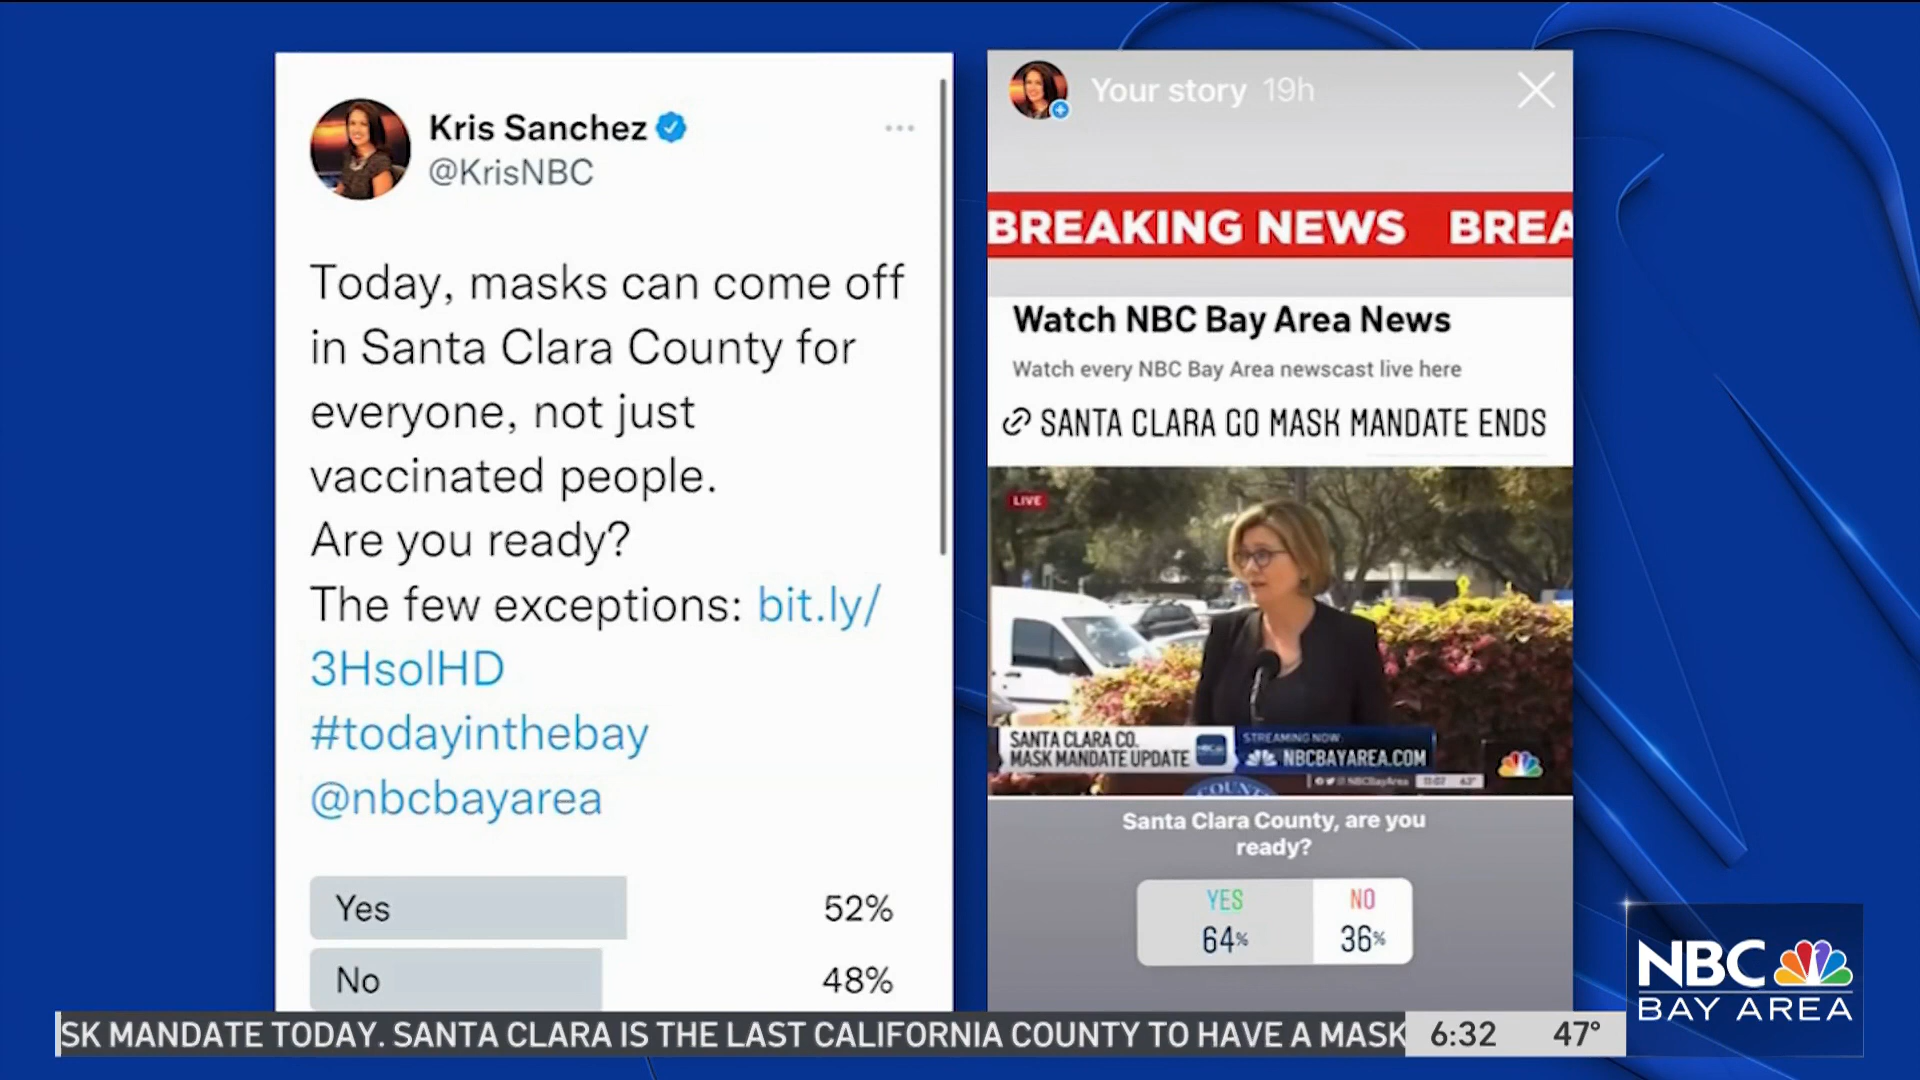 Kris Sanchez
@KrisNBC
Today, masks can come off
in Santa Clara County for
everyone, not just
vaccinated people.
Are you ready?
The few exceptions: bit.ly/
3HsolHD
#todayinthebay
@nbcbayarea
Yes 52%
No 48%
Your story 19h
BREAKING NEWS BREA
Watch NBC Bay Area News
Watch every NBC Bay Area newscast live here
SANTA CLARA CO MASK MANDATE ENDS
LIVE
SANTA CLARA CO.
MASK MANDATE UPDATE
STREAMING NOW:
NBCBAYAREA.COM
NBCBayArea 11:07 63°
COUNT
Santa Clara County, are you
ready?
YES NO
64% 36%
NBC
BAY AREA
SK MANDATE TODAY. SANTA CLARA IS THE LAST CALIFORNIA COUNTY TO HAVE A MASK 6:32 47°